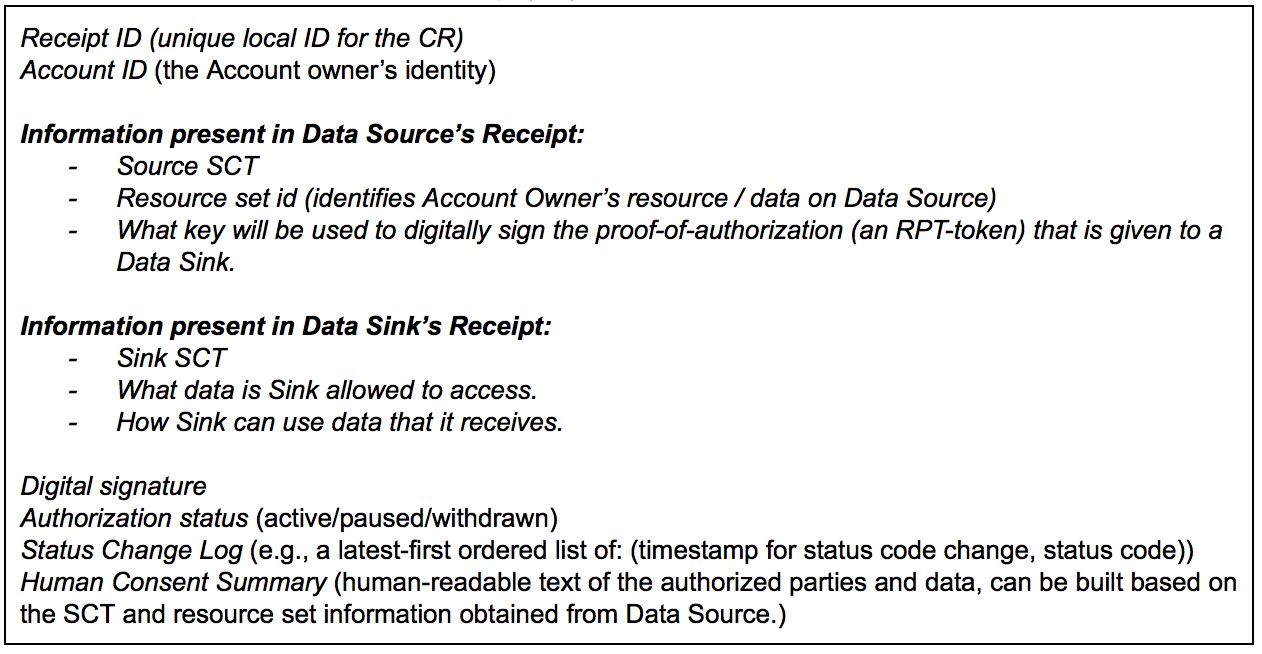 Receipt ID (unique local ID for the CR)
Account ID (the Account owner’s identity)
Information present in Data Source’s Receipt:
- Source SCT
- Resource set id (identifies Account Owner’s resource / data on Data Source)
- What key will be used to digitally sign the proof-of-authorization (an RPT-token) that is given to a
Data Sink.
Information present in Data Sink’s Receipt:
- Sink SCT
- What data is Sink allowed to access.
- How Sink can use data that it receives.
Digital signature
Authorization status (active/paused/withdrawn)
Status Change Log (e.g., a latest-first ordered list of: (timestamp for status code change, status code))
Human Consent Summary (human-readable text of the authorized parties and data, can be built based on
the SCT and resource set information obtained from Data Source.)